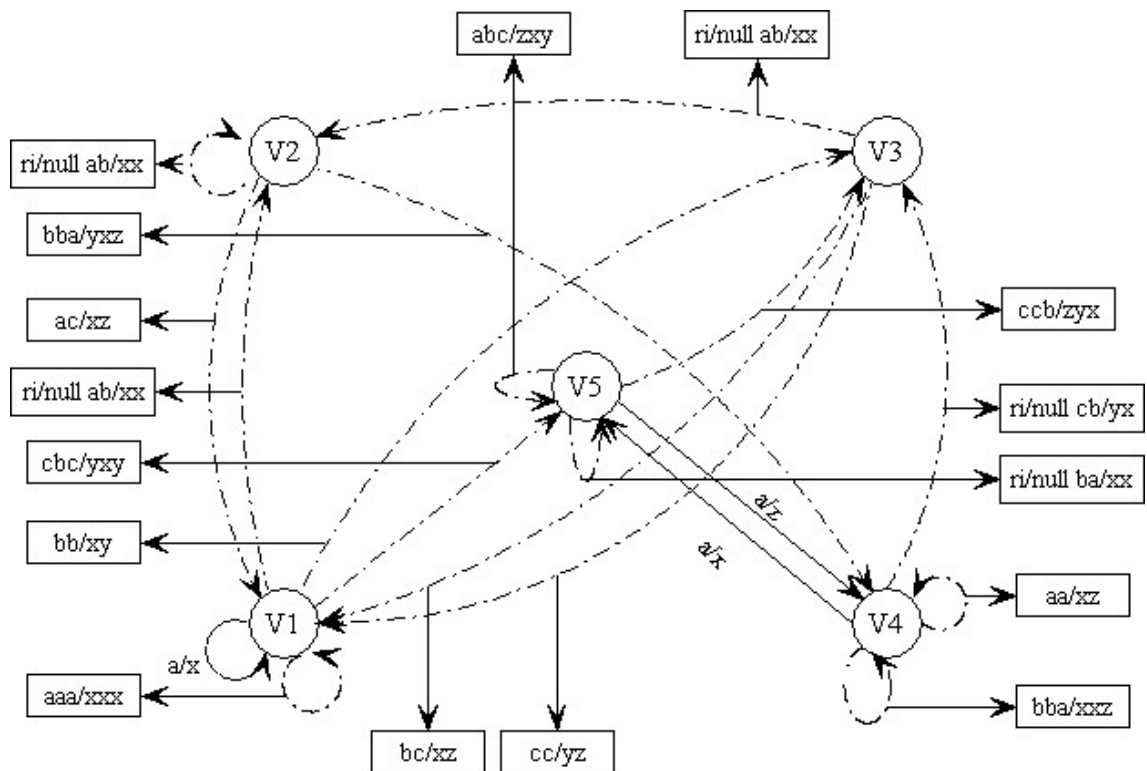 abc/zxy
ri/null ab/xx
V2
V3
ri/null ab/xx
bba/yxz
ac/xz
ccb/zyx
V5
ri/null ab/xx
ri/null cb/yx
cbc/yxy
ri/null ba/xx
a/z
a/x
bb/xy
aa/xz
V1
V4
a/x
aaa/xxx
bba/xxz
bc/xz
cc/yz